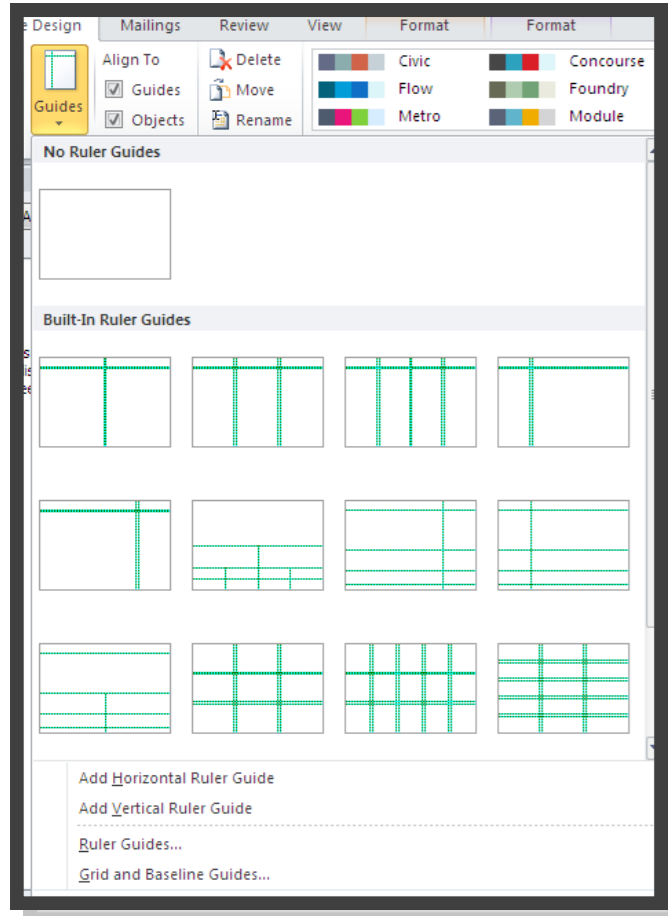 e Design Mailings Review View Format Format
Align To Delete Civic Concourse
Guides Move Flow Foundry
Guides
Objects Rename Metro Module
No Ruler Guides
A
Built-In Ruler Guides
s
is
ee
Add Horizontal Ruler Guide
Add Vertical Ruler Guide
Ruler Guides...
Grid and Baseline Guides...